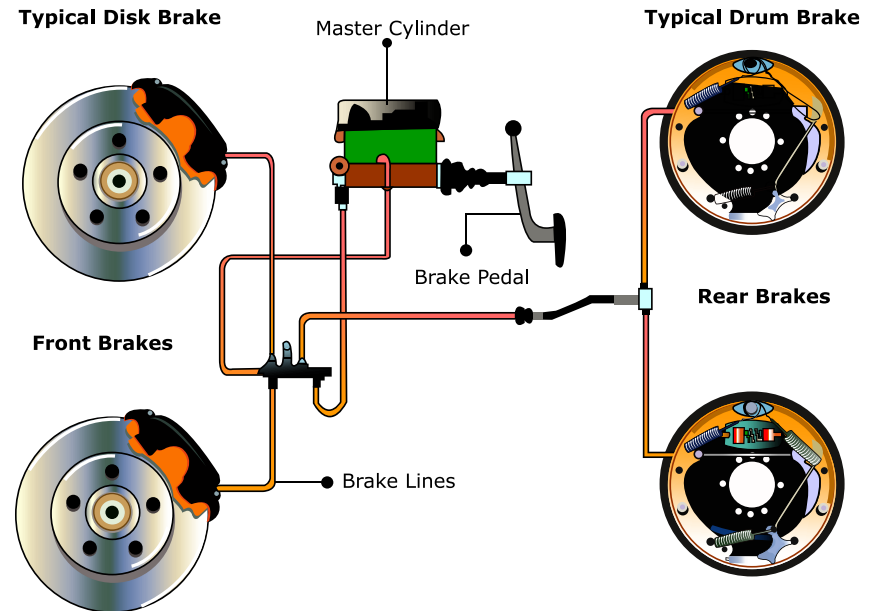 Typical Disk Brake
Typical Drum Brake
Master Cylinder
Brake Pedal
Rear Brakes
Front Brakes
Brake Lines